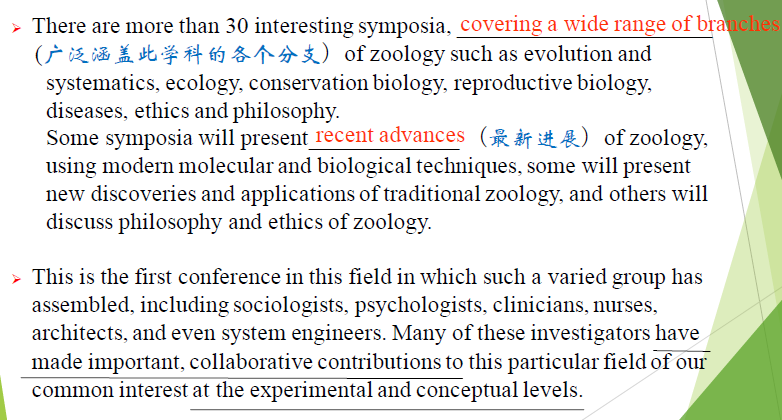 There are more than 30 interesting symposia, covering a wide range of branches
(广泛涵盖此学科的各个分支) of zoology such as evolution and
systematics, ecology, conservation biology, reproductive biology,
diseases, ethics and philosophy.
Some symposia will present recent advances (最新进展) of zoology,
using modern molecular and biological techniques, some will present
new discoveries and applications of traditional zoology, and others will
discuss philosophy and ethics of zoology.
This is the first conference in this field in which such a varied group has
assembled, including sociologists, psychologists, clinicians, nurses,
architects, and even system engineers. Many of these investigators have
made important, collaborative contributions to this particular field of our
common interest at the experimental and conceptual levels.